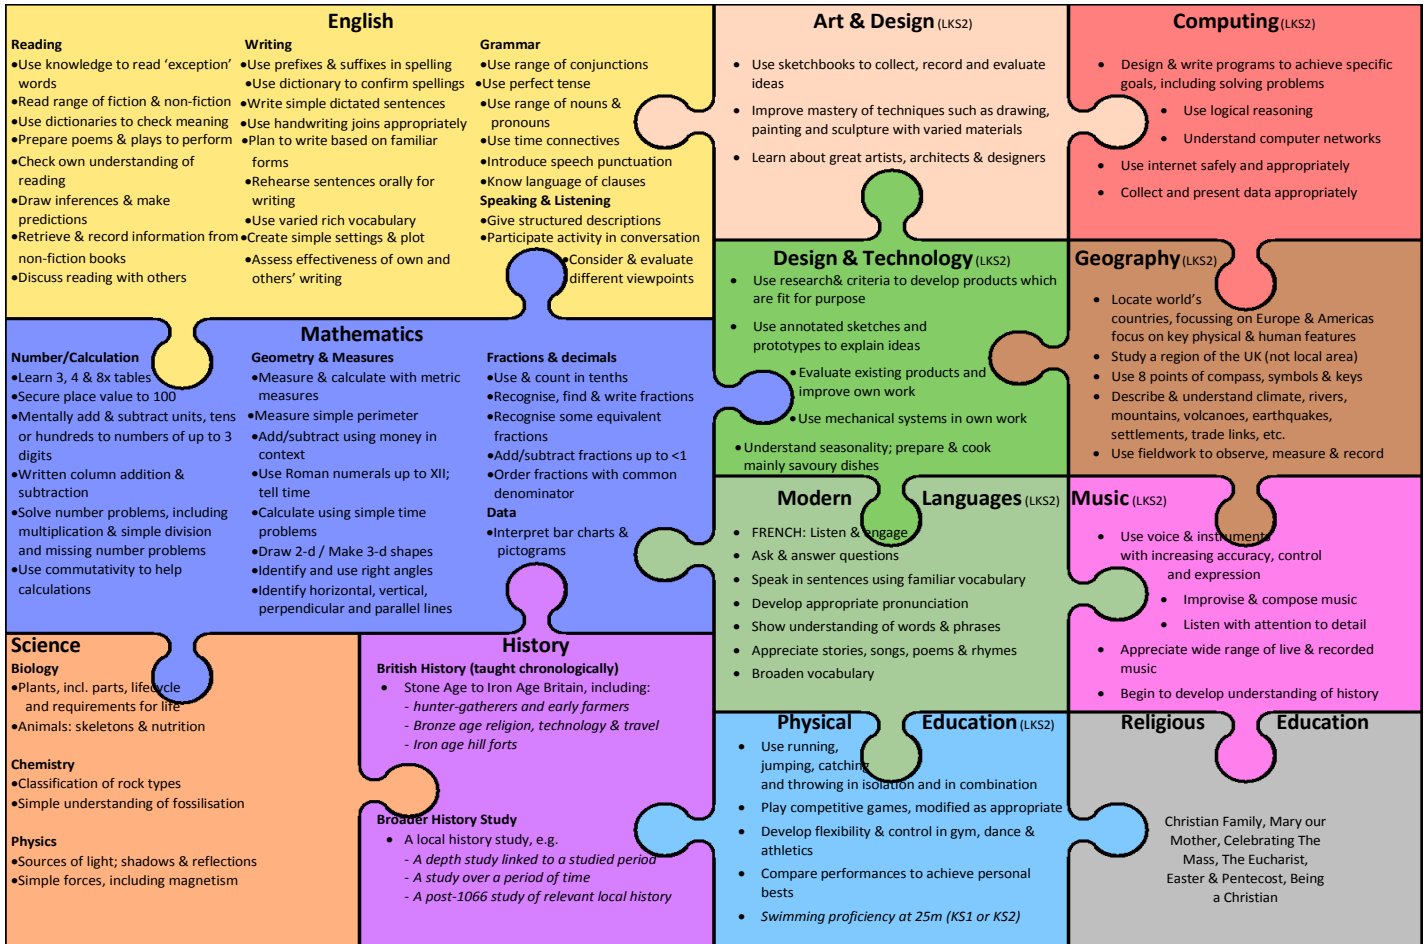 English
Reading
•Use knowledge to read ‘exception’
words
•Read range of fiction & non-fiction
•Use dictionaries to check meaning
•Prepare poems & plays to perform
•Check own understanding of
reading
•Draw inferences & make
predictions
•Retrieve & record information from
non-fiction books
•Discuss reading with others
Writing
•Use prefixes & suffixes in spelling
•Use dictionary to confirm spellings
•Write simple dictated sentences
•Use handwriting joins appropriately
•Plan to write based on familiar
forms
•Rehearse sentences orally for
writing
•Use varied rich vocabulary
•Create simple settings & plot
•Assess effectiveness of own and
others’ writing
Grammar
•Use range of conjunctions
•Use perfect tense
•Use range of nouns &
pronouns
•Use time connectives
•Introduce speech punctuation
•Know language of clauses
Speaking & Listening
•Give structured descriptions
•Participate activity in conversation
•Consider & evaluate
different viewpoints
Art & Design (LKS2)
• Use sketchbooks to collect, record and evaluate
ideas
• Improve mastery of techniques such as drawing,
painting and sculpture with varied materials
• Learn about great artists, architects & designers
Computing (LKS2)
• Design & write programs to achieve specific
goals, including solving problems
• Use logical reasoning
• Understand computer networks
• Use internet safely and appropriately
• Collect and present data appropriately
Mathematics
Number/Calculation
•Learn 3, 4 & 8x tables
•Secure place value to 100
•Mentally add & subtract units, tens
or hundreds to numbers of up to 3
digits
•Written column addition &
subtraction
•Solve number problems, including
multiplication & simple division
and missing number problems
•Use commutativity to help
calculations
Geometry & Measures
•Measure & calculate with metric
measures
•Measure simple perimeter
•Add/subtract using money in
context
•Use Roman numerals up to XII;
tell time
•Calculate using simple time
problems
•Draw 2-d / Make 3-d shapes
•Identify and use right angles
•Identify horizontal, vertical,
perpendicular and parallel lines
Fractions & decimals
•Use & count in tenths
•Recognise, find & write fractions
•Recognise some equivalent
fractions
•Add/subtract fractions up to <1
•Order fractions with common
denominator
Data
•Interpret bar charts &
pictograms
Design & Technology (LKS2)
• Use research& criteria to develop products which
are fit for purpose
• Use annotated sketches and
prototypes to explain ideas
•Evaluate existing products and
improve own work
•Use mechanical systems in own work
•Understand seasonality; prepare & cook
mainly savoury dishes
Geography (LKS2)
• Locate world’s
countries, focussing on Europe & Americas
focus on key physical & human features
• Study a region of the UK (not local area)
• Use 8 points of compass, symbols & keys
• Describe & understand climate, rivers,
mountains, volcanoes, earthquakes,
settlements, trade links, etc.
• Use fieldwork to observe, measure & record
Modern Languages (LKS2)
• FRENCH: Listen & engage
• Ask & answer questions
• Speak in sentences using familiar vocabulary
• Develop appropriate pronunciation
• Show understanding of words & phrases
• Appreciate stories, songs, poems & rhymes
• Broaden vocabulary
Music (LKS2)
• Use voice & instruments
with increasing accuracy, control
and expression
• Improvise & compose music
• Listen with attention to detail
• Appreciate wide range of live & recorded
music
• Begin to develop understanding of history
Science
Biology
•Plants, incl. parts, lifecycle
and requirements for life
•Animals: skeletons & nutrition
Chemistry
•Classification of rock types
•Simple understanding of fossilisation
Physics
•Sources of light; shadows & reflections
•Simple forces, including magnetism
History
British History (taught chronologically)
• Stone Age to Iron Age Britain, including:
- hunter-gatherers and early farmers
- Bronze age religion, technology & travel
- Iron age hill forts
Broader History Study
• A local history study, e.g.
- A depth study linked to a studied period
- A study over a period of time
- A post-1066 study of relevant local history
Physical Education (LKS2)
• Use running,
jumping, catching
and throwing in isolation and in combination
• Play competitive games, modified as appropriate
• Develop flexibility & control in gym, dance &
athletics
• Compare performances to achieve personal
bests
• Swimming proficiency at 25m (KS1 or KS2)
Religious Education
Christian Family, Mary our
Mother, Celebrating The
Mass, The Eucharist,
Easter & Pentecost, Being
a Christian